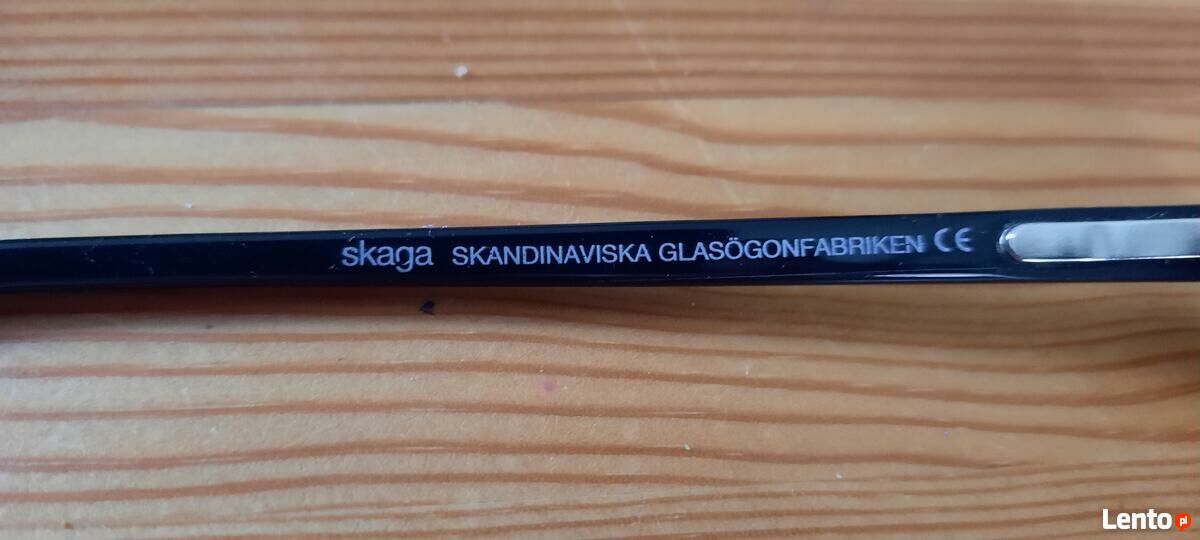 skaga SKANDINAVISKA GLASÖGONFABRIKEN CE
Lento pl